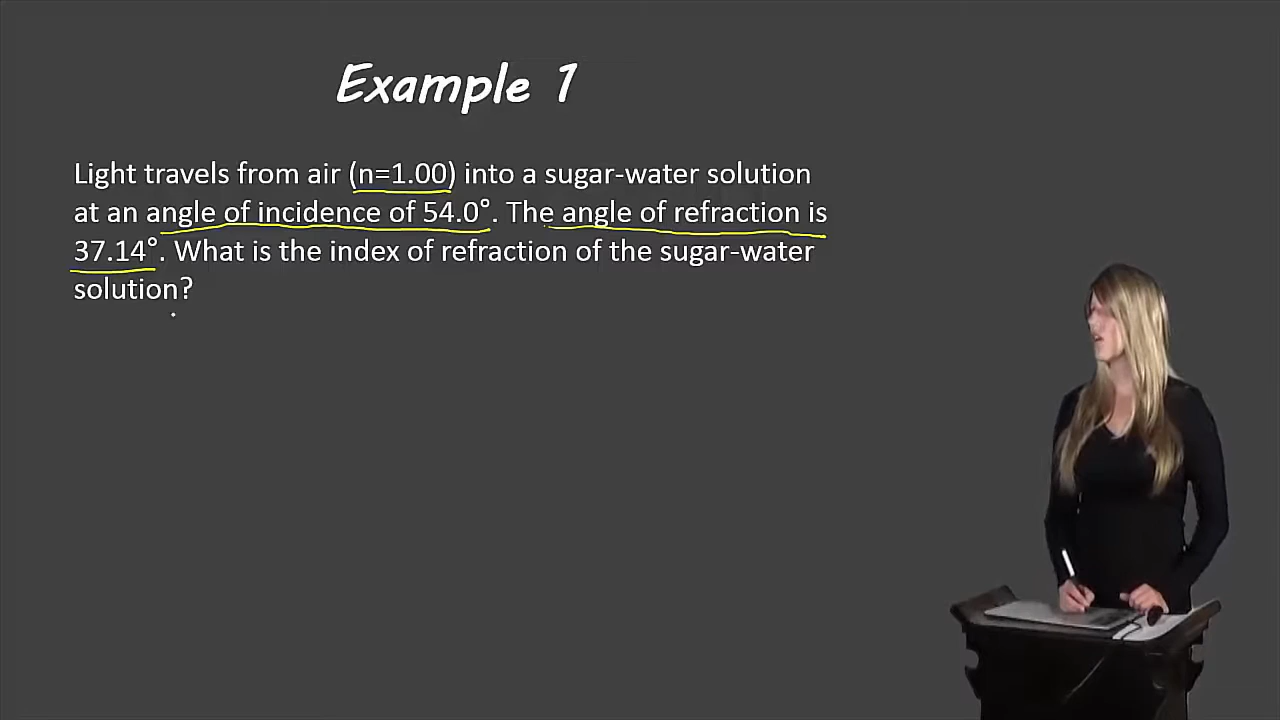 Example 1
Light travels from air (n=1.00) into a sugar-water solution
at an angle of incidence of 54.0°. The angle of refraction is
37.14°. What is the index of refraction of the sugar-water
solution?